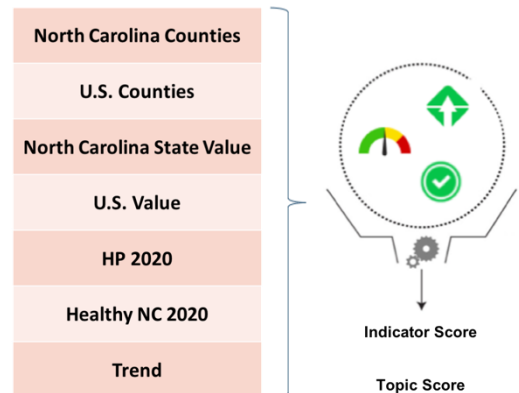 North Carolina Counties
U.S. Counties
North Carolina State Value
U.S. Value
HP 2020
Healthy NC 2020
Trend
Indicator Score
Topic Score